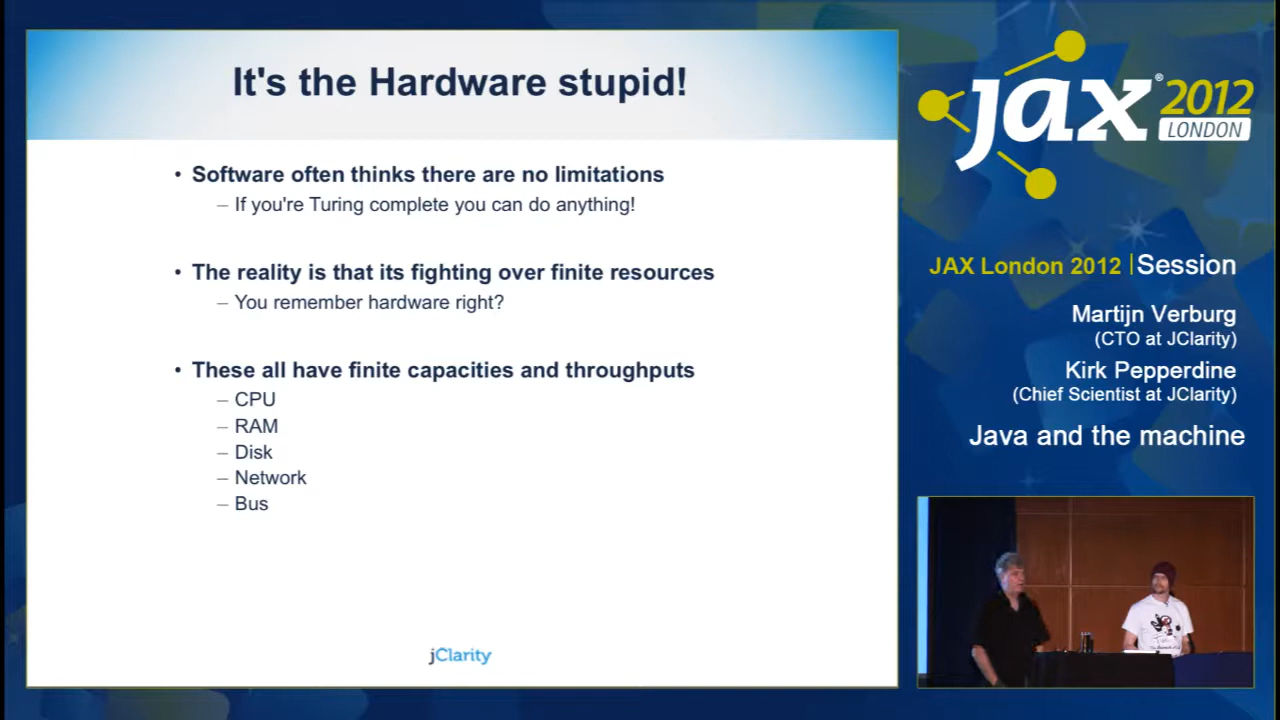 It's the Hardware stupid!
• Software often thinks there are no limitations
– If you're Turing complete you can do anything!
• The reality is that its fighting over finite resources
– You remember hardware right?
• These all have finite capacities and throughputs
– CPU
– RAM
– Disk
– Network
– Bus
jClarity
jax® 2012
LONDON
JAX London 2012 | Session
Martijn Verburg
(CTO at JClarity)
Kirk Pepperdine
(Chief Scientist at JClarity)
Java and the machine